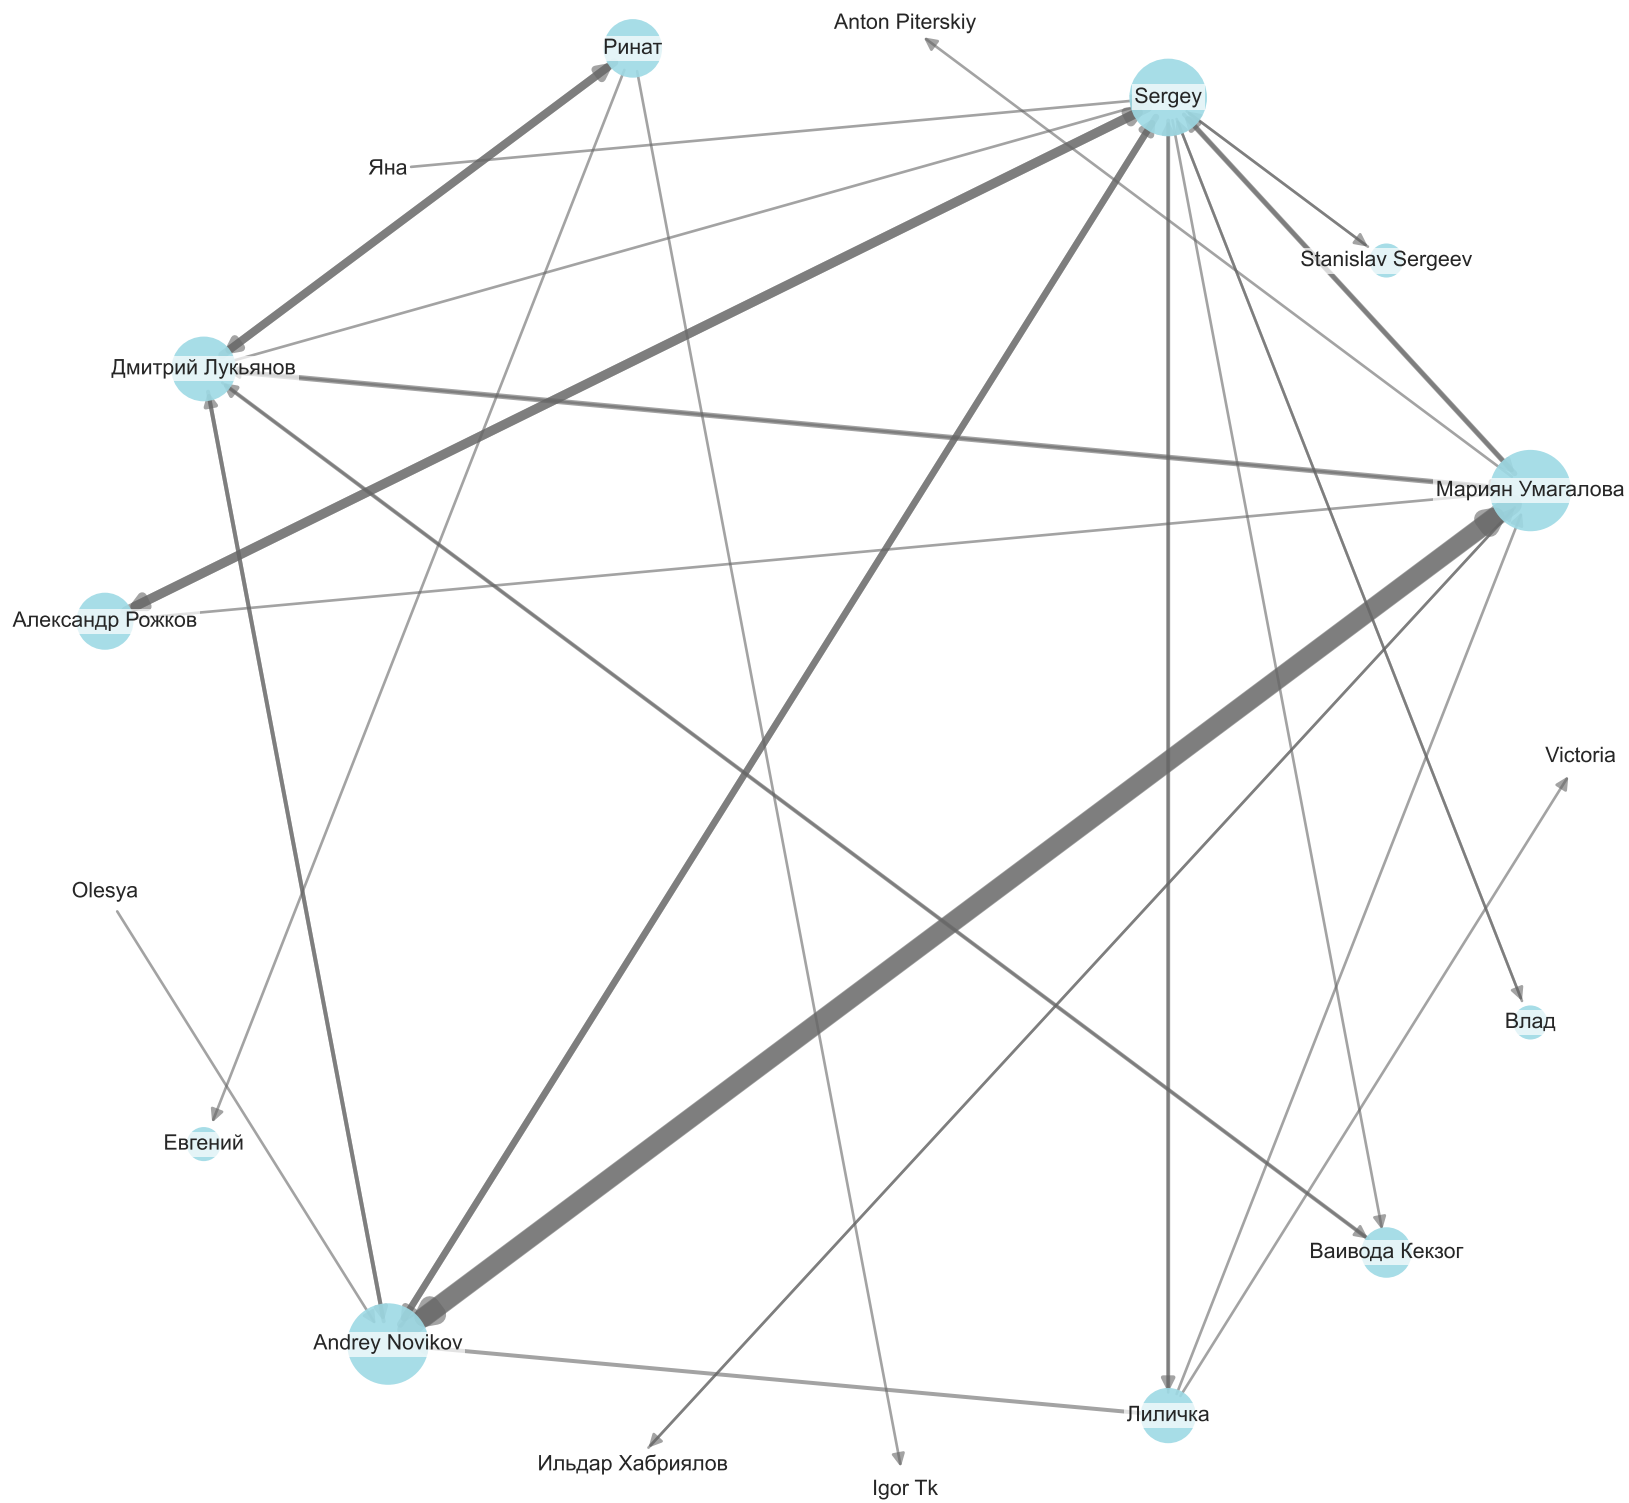 Anton Piterskiy
Ринат
Sergey
Яна
Stanislav Sergeev
Дмитрий Лукьянов
Мариян Умагалова
Александр Рожков
Victoria
Olesya
Влад
Евгений
Ваивода Кекзог
Andrey Novikov
Лиличка
Ильдар Хабриялов
Igor Tk